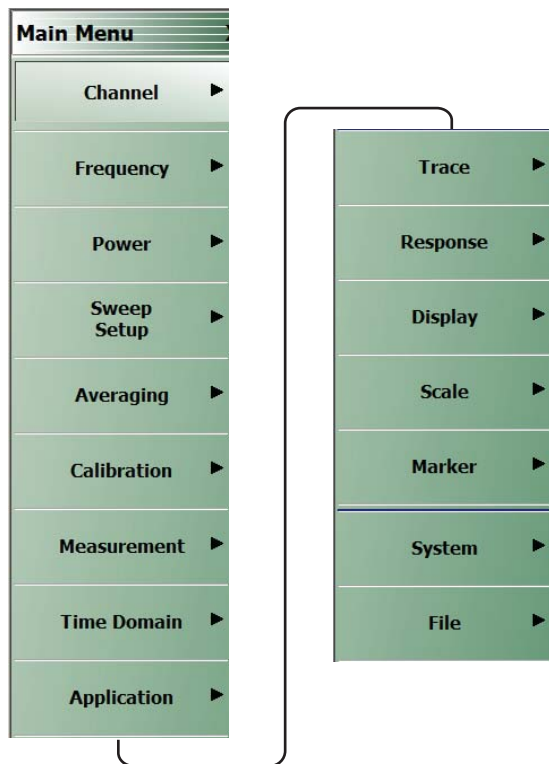 Main Menu
Channel
Frequency
Power
Sweep
Setup
Averaging
Calibration
Measurement
Time Domain
Application
Trace
Response
Display
Scale
Marker
System
File